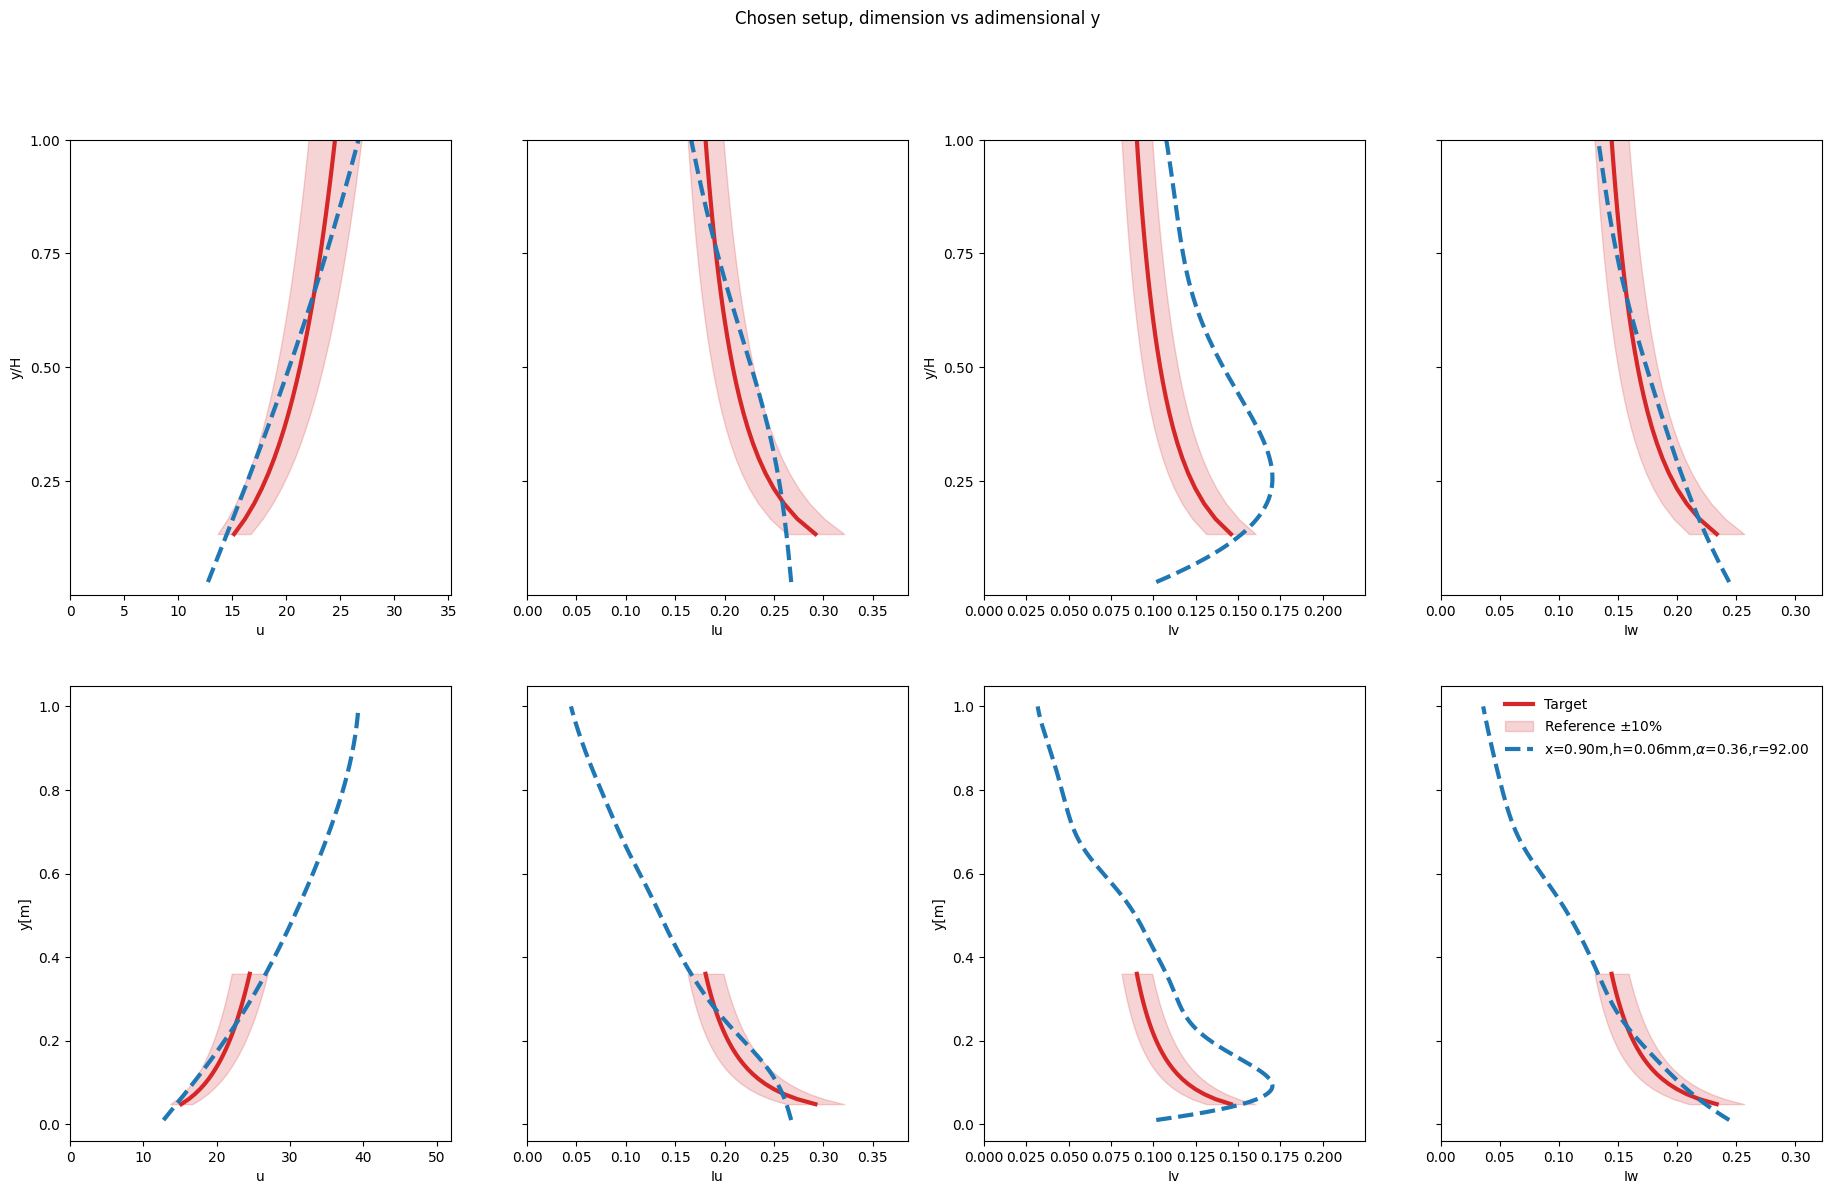 Chosen setup, dimension vs adimensional y
1.00
0.75
0.50
0.25
y/H
0 5 10 15 20 25 30 35
u
0.00 0.05 0.10 0.15 0.20 0.25 0.30 0.35
Iu
y/H
1.00
0.75
0.50
0.25
0.000 0.025 0.050 0.075 0.100 0.125 0.150 0.175 0.200
Iv
0.00 0.05 0.10 0.15 0.20 0.25 0.30
Iw
1.0
0.8
0.6
0.4
0.2
0.0
y[m]
0 10 20 30 40 50
u
0.00 0.05 0.10 0.15 0.20 0.25 0.30 0.35
Iu
1.0
0.8
0.6
0.4
0.2
0.0
y[m]
0.000 0.025 0.050 0.075 0.100 0.125 0.150 0.175 0.200
Iv
Target
Reference ±10%
x=0.90m,h=0.06mm,α=0.36,r=92.00
0.00 0.05 0.10 0.15 0.20 0.25 0.30
Iw